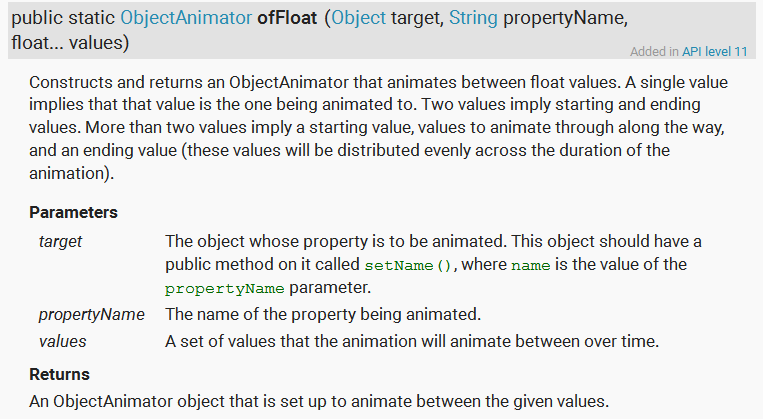 public static ObjectAnimator ofFloat (Object target, String propertyName,
float... values)
Added in API level 11
Constructs and returns an ObjectAnimator that animates between float values. A single value
implies that that value is the one being animated to. Two values imply starting and ending
values. More than two values imply a starting value, values to animate through along the way,
and an ending value (these values will be distributed evenly across the duration of the
animation).
Parameters
target The object whose property is to be animated. This object should have a
public method on it called setName(), where name is the value of the
propertyName parameter.
propertyName The name of the property being animated.
values A set of values that the animation will animate between over time.
Returns
An ObjectAnimator object that is set up to animate between the given values.